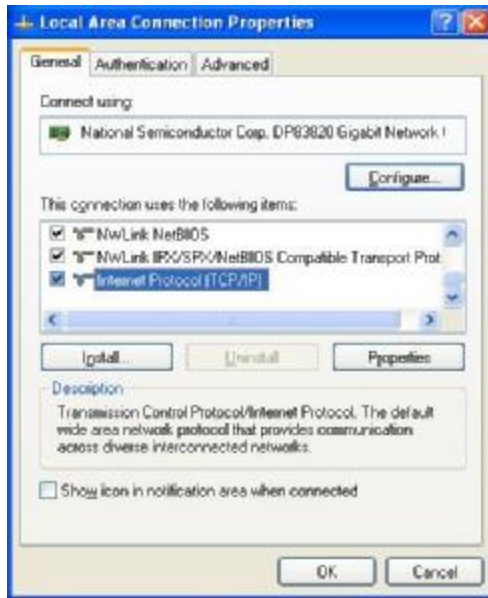 Local Area Connection Properties
General Authentication Advanced
Connect using:
National Semiconductor Corp. DP83820 Gigabit Network
Configure...
This connection uses the following items:
NWLink NetBIOS
NWLink IPX/SPX/NetBIOS Compatible Transport Prot
Internet Protocol (TCP/IP)
Install... Uninstall Properties
Description
Transmission Control Protocol/Internet Protocol. The default
wide area network protocol that provides communication
across diverse interconnected networks.
Show icon in notification area when connected
OK Cancel